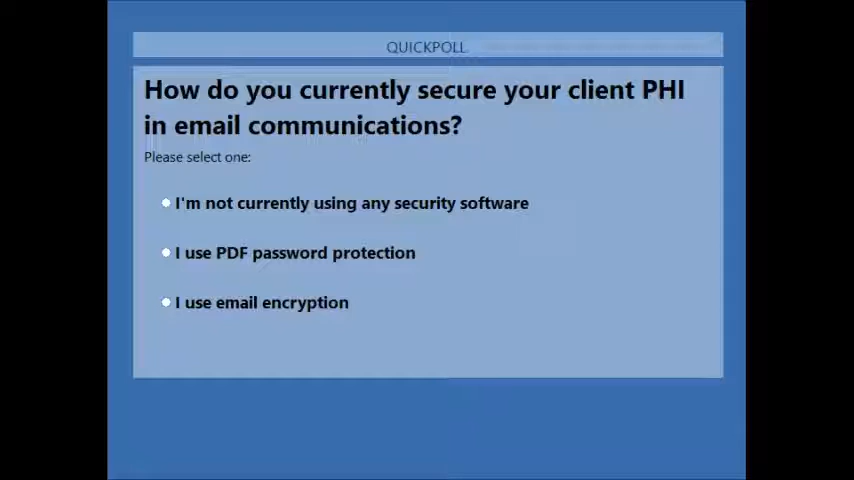 QUICKPOLL
How do you currently secure your client PHI
in email communications?
Please select one:
I'm not currently using any security software
I use PDF password protection
I use email encryption